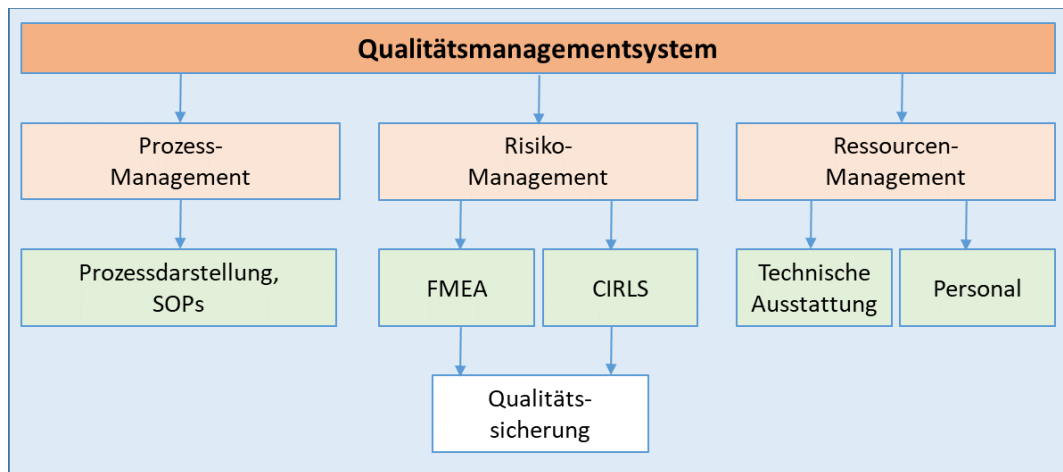 Qualitätsmanagementsystem
Prozess-
Management
Risiko-
Management
Ressourcen-
Management
Prozessdarstellung,
SOPs
FMEA
CIRLS
Technische
Ausstattung
Personal
Qualitäts-
sicherung